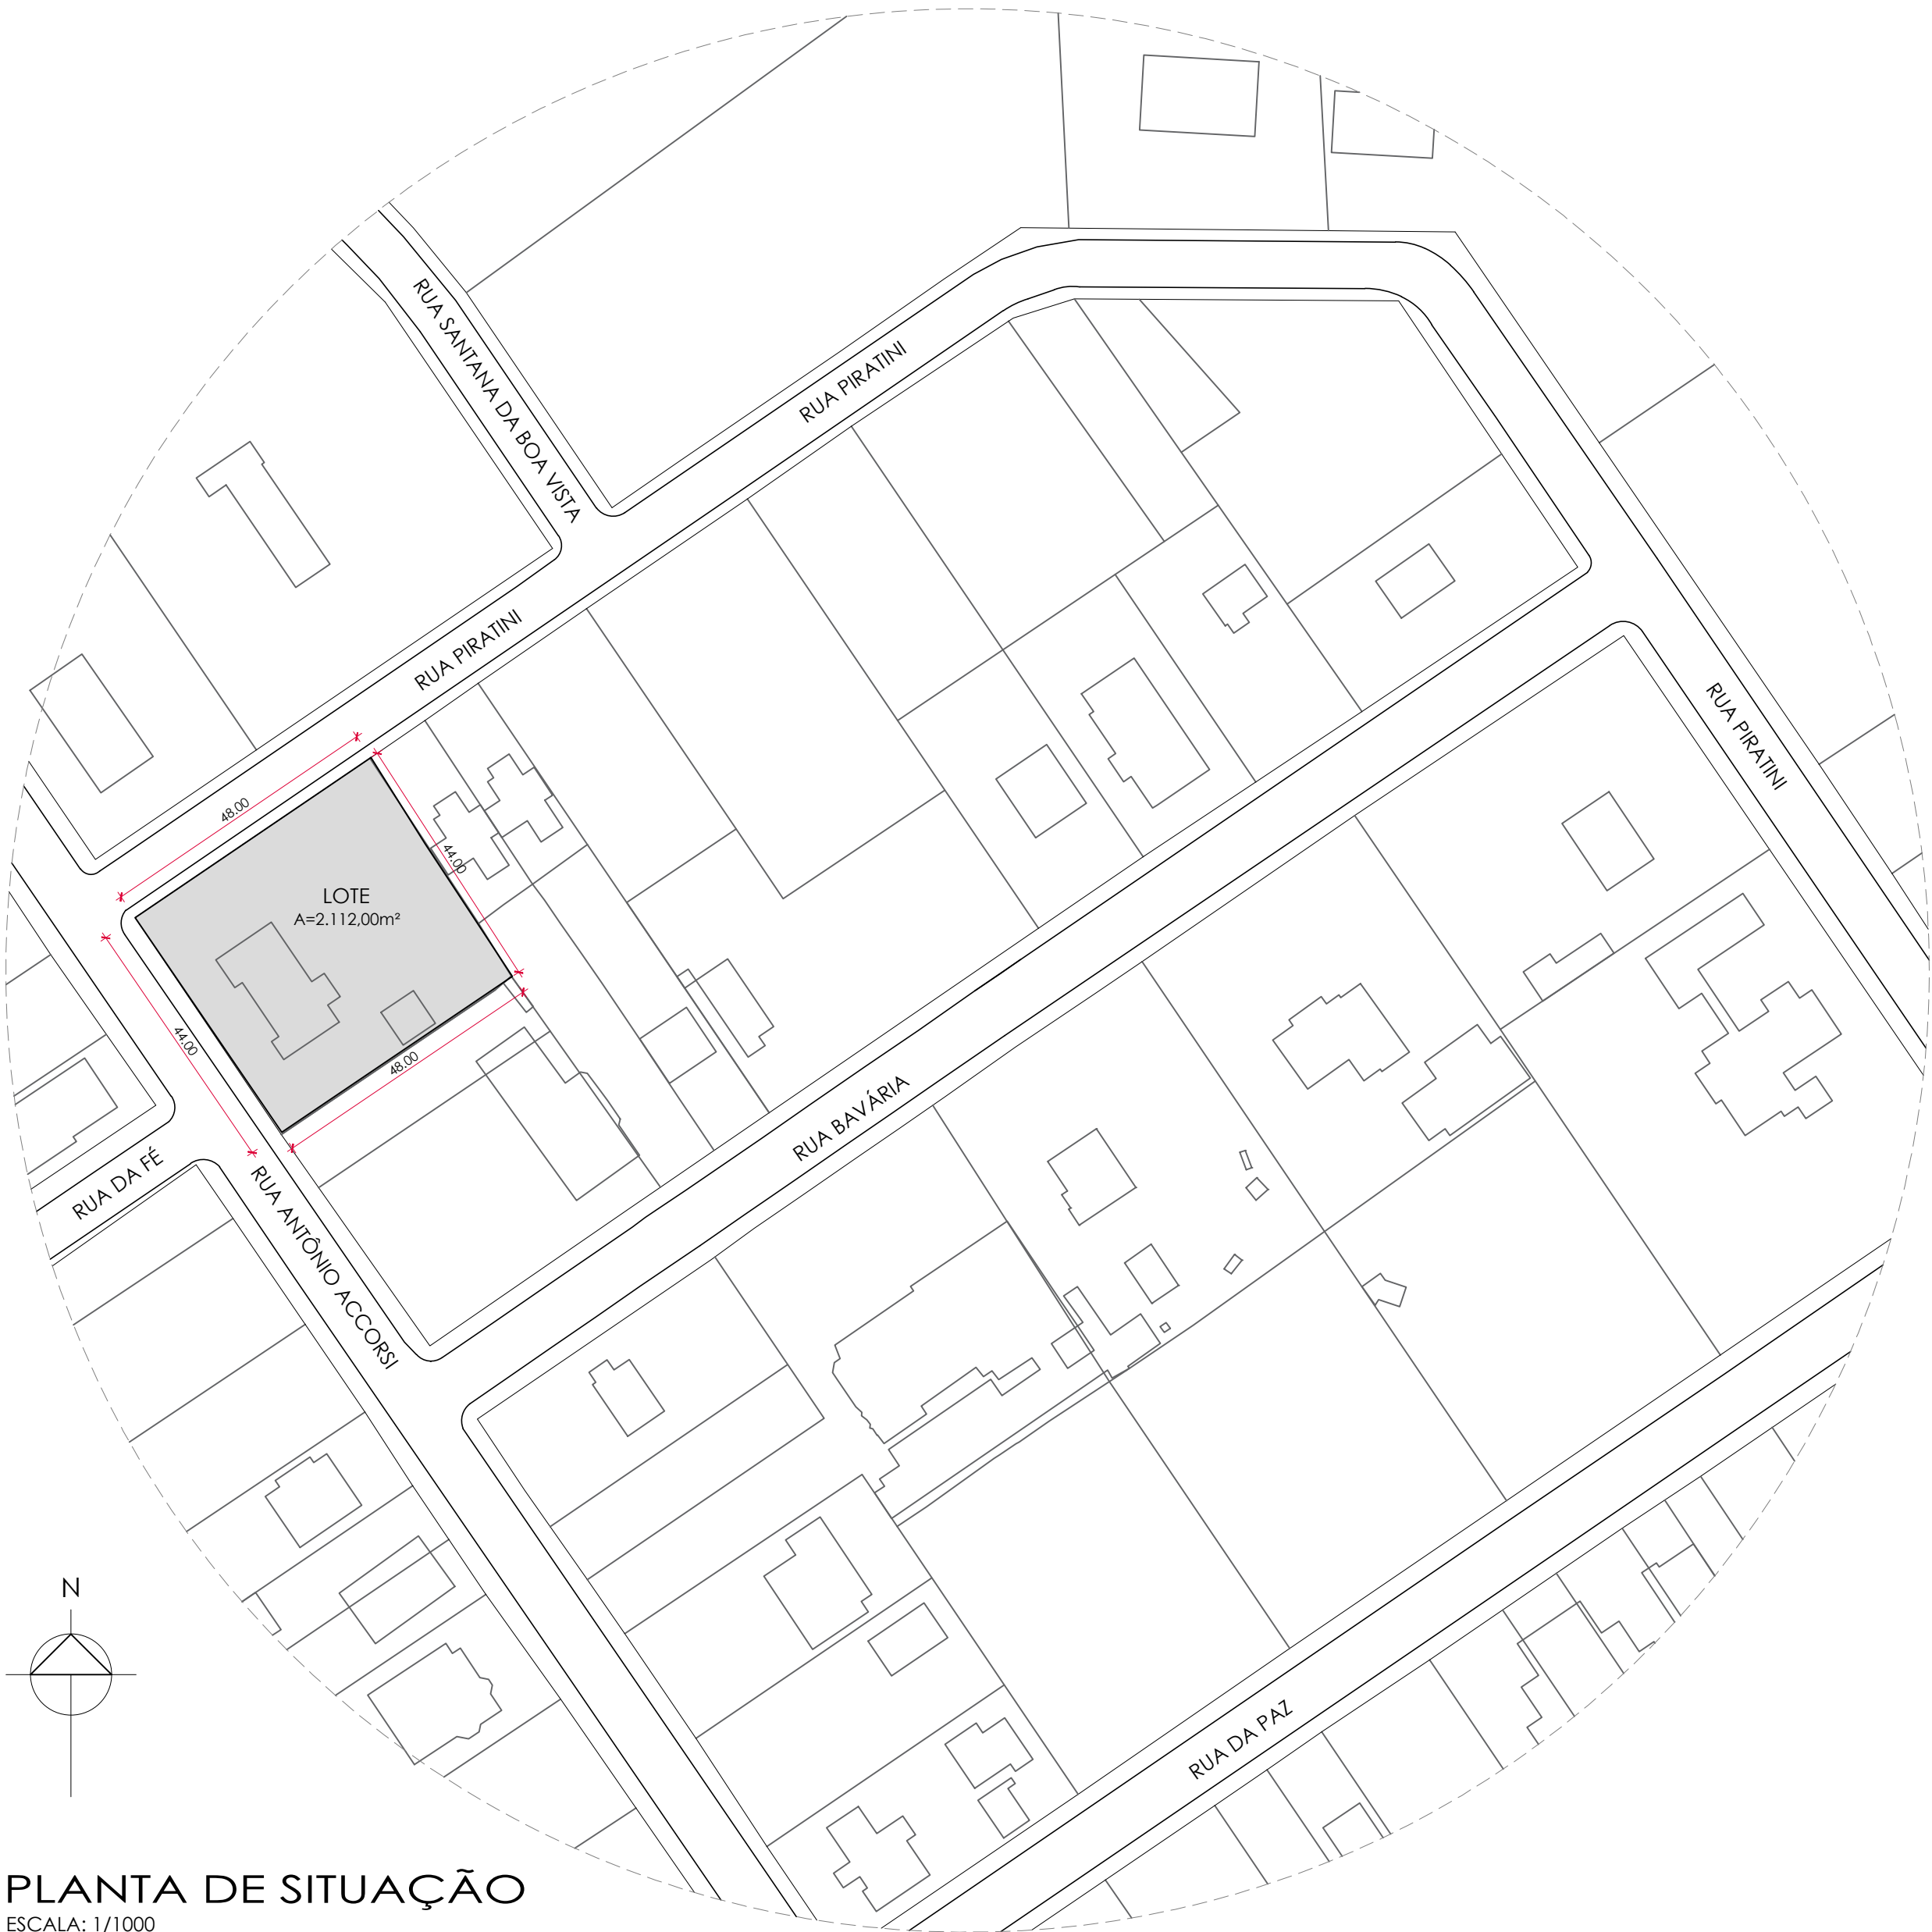 RUA SANTANA DA BOA VISTA
RUA PIRATINI
RUA PIRATINI
RUA PIRATINI
48.00
44.00
LOTE
A=2.112,00m²
44.00
48.00
RUA BAVÁRIA
RUA DA FÉ
RUA ANTÔNIO ACCORSI
RUA DA PAZ
N
PLANTA DE SITUAÇÃO
ESCALA: 1/1000